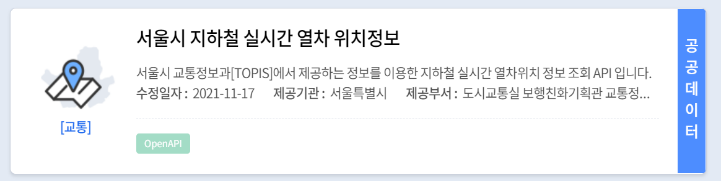 서울시 지하철 실시간 열차 위치정보
서울시 교통정보과[TOPIS]에서 제공하는 정보를 이용한 지하철 실시간 열차위치 정보 조회 API 입니다.
수정일자 : 2021-11-17 제공기관 : 서울특별시 제공부서 : 도시교통실 보행친화기획관 교통정...
[교통]
OpenAPI
공
공
데
이
터